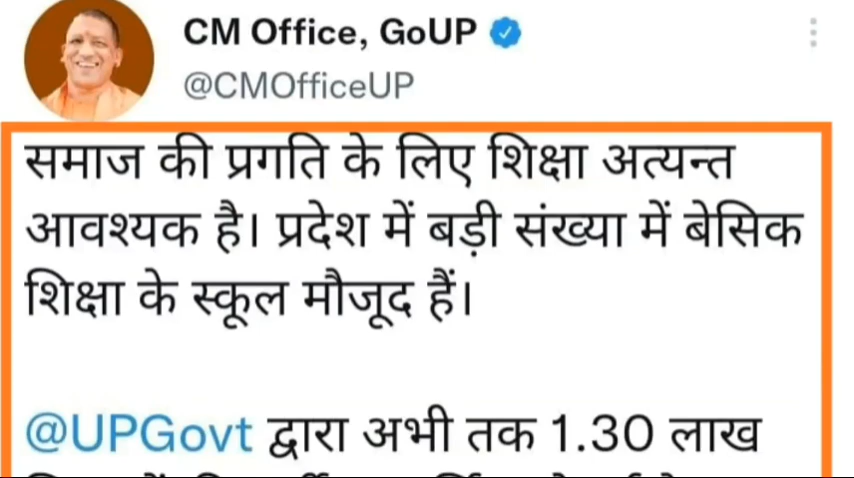 CM Office, GoUP
@CMOfficeUP
समाज की प्रगति के लिए शिक्षा अत्यन्त
आवश्यक है। प्रदेश में बड़ी संख्या में बेसिक
शिक्षा के स्कूल मौजूद हैं।
@UPGovt द्वारा अभी तक 1.30 लाख